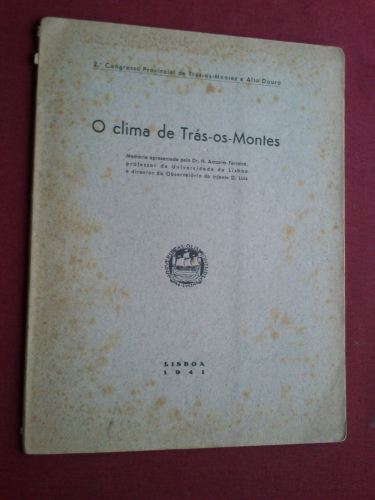 2.º Congresso Provincial de Trás-os-Montes e Alto Douro
O clima de Trás-os-Montes
Memória apresentada pelo Dr. H. Amorim Ferreira,
professor da Universidade de Lisboa
e director do Observatório do Infante D. Luís
LISBOA
1941